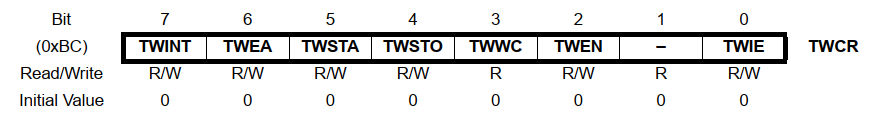 Bit 7 6 5 4 3 2 1 0
(0xBC) TWINT TWEA TWSTA TWSTO TWWC TWEN – TWIE TWCR
Read/Write R/W R/W R/W R/W R R/W R R/W
Initial Value 0 0 0 0 0 0 0 0